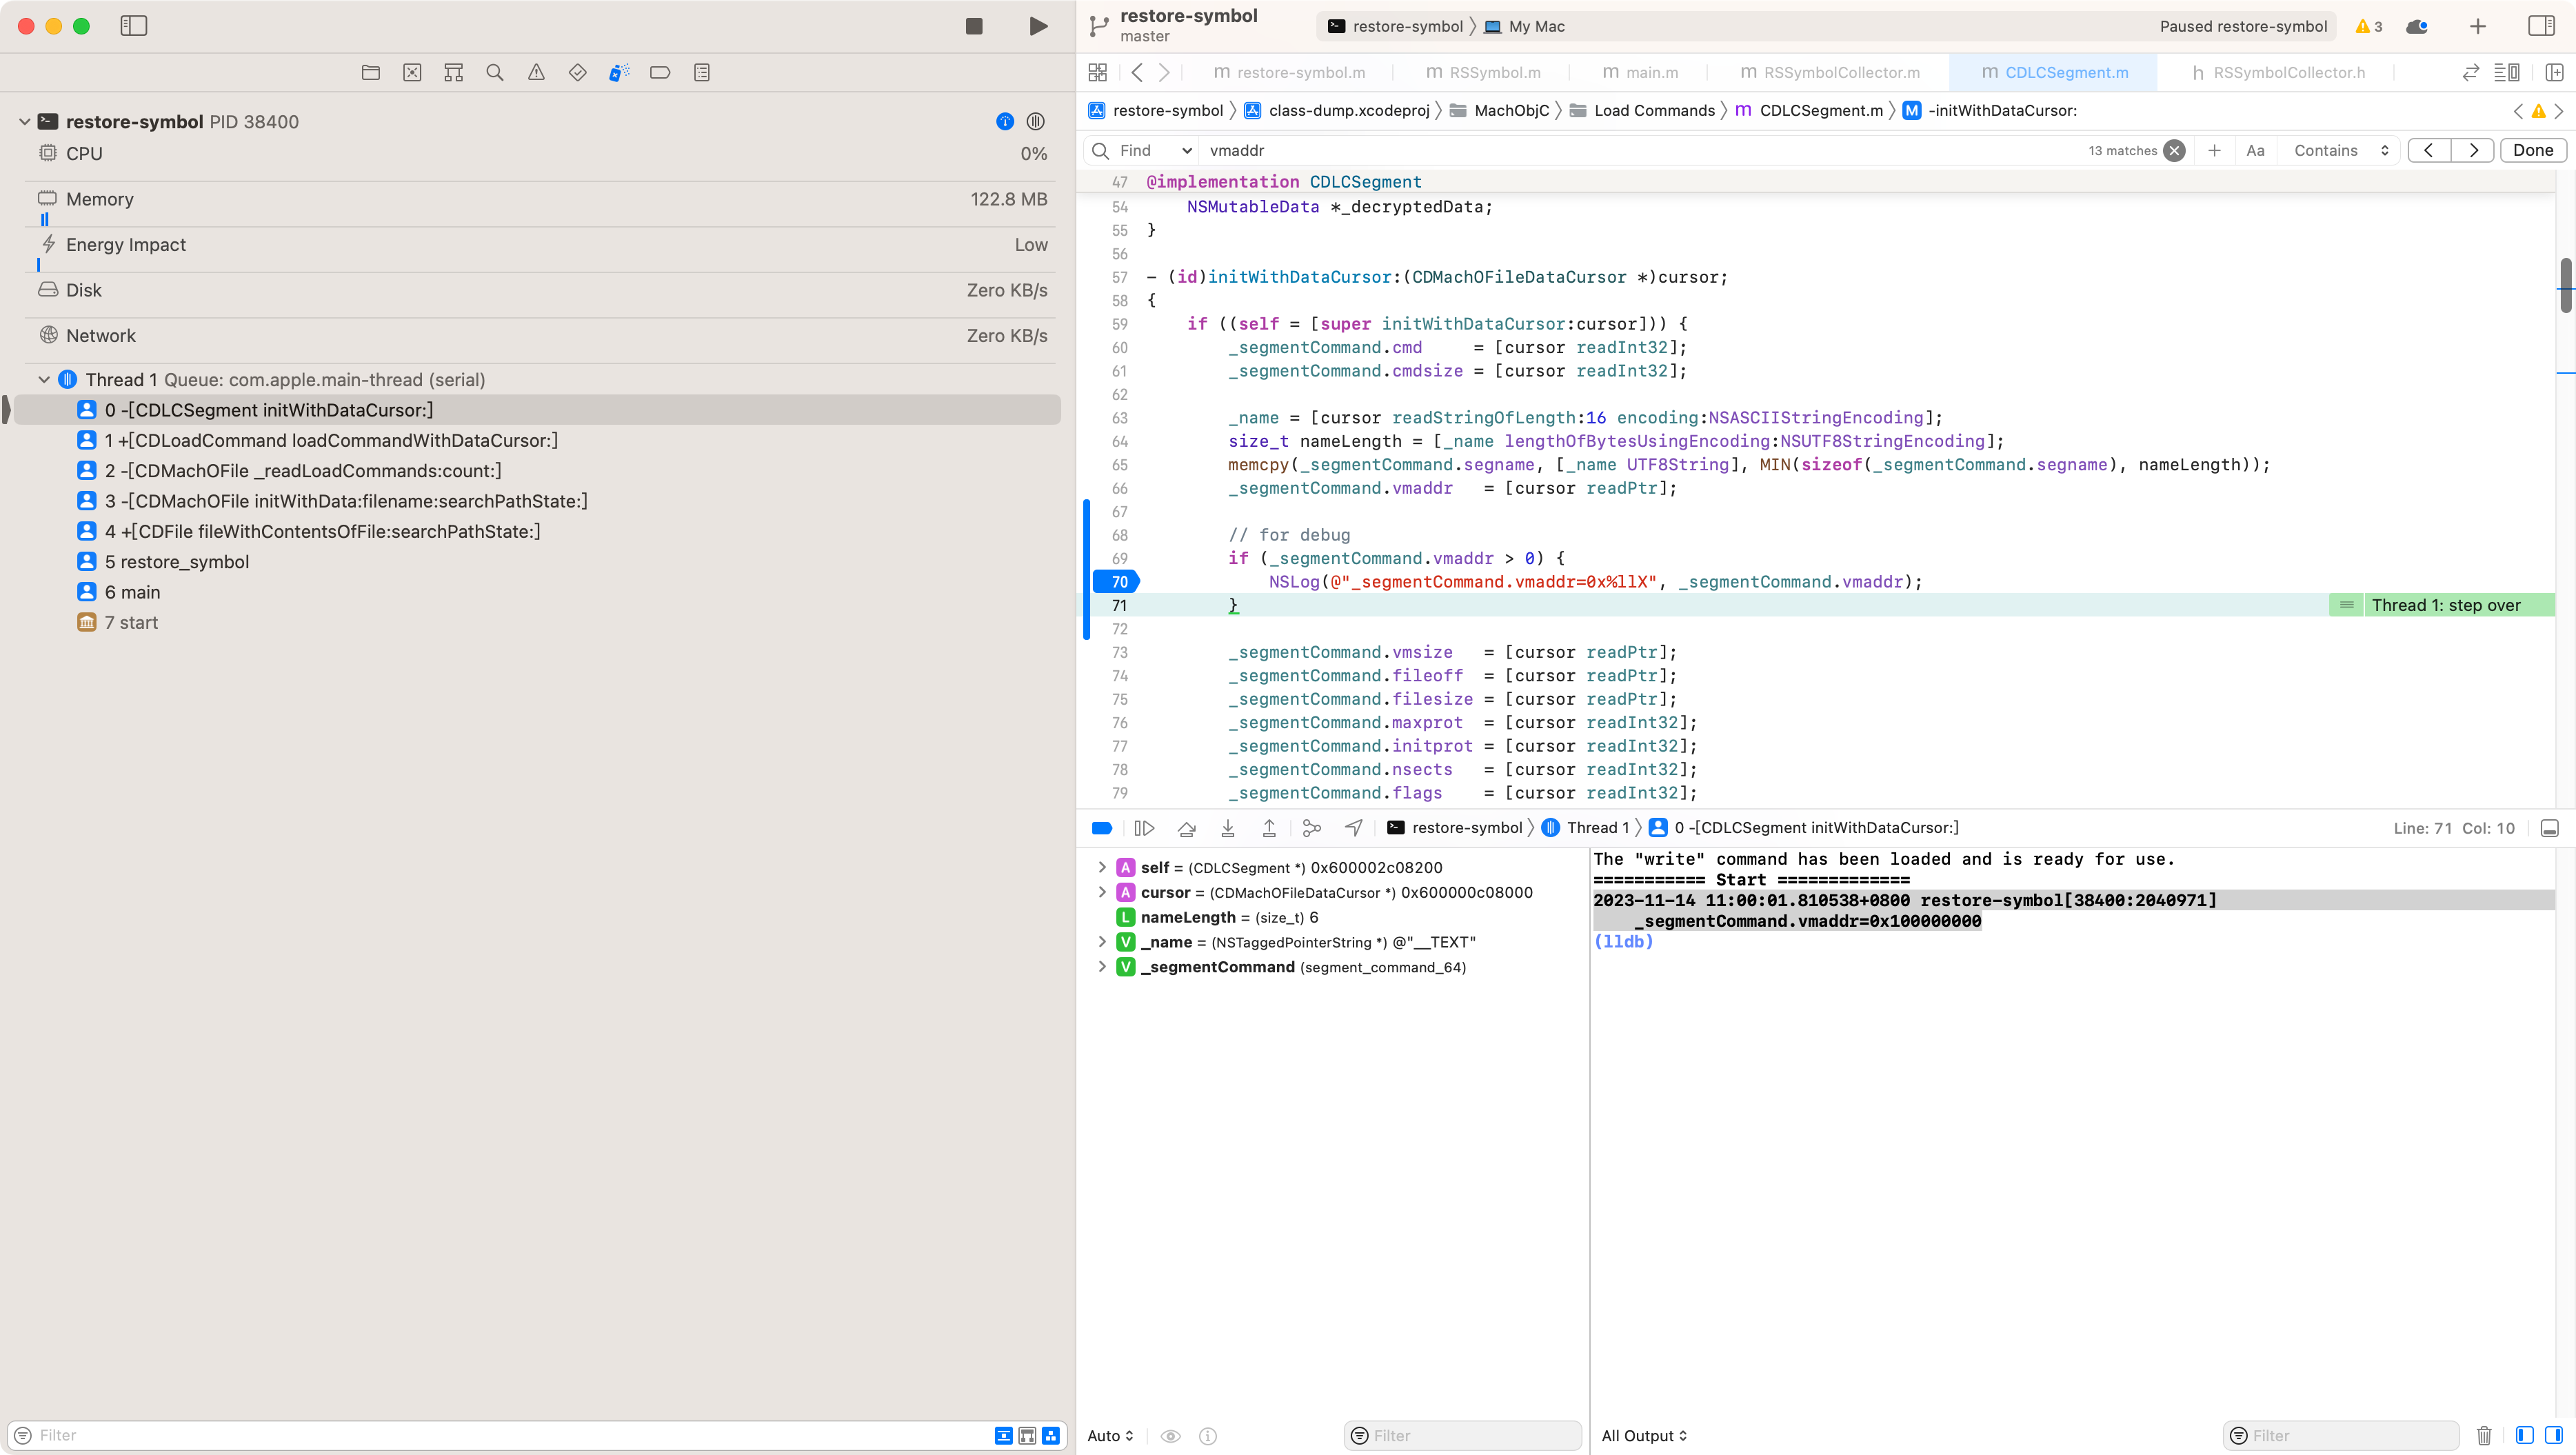 restore-symbol
master
restore-symbol My Mac
Paused restore-symbol
3
restore-symbol.m
RSSymbol.m
main.m
RSSymbolCollector.m
CDLCSegment.m
RSSymbolCollector.h
restore-symbol class-dump.xcodeproj MachObjC Load Commands CDLCSegment.m -initWithDataCursor:
Find vmaddr 13 matches Aa Contains Done
restore-symbol PID 38400
CPU 0%
Memory 122.8 MB
Energy Impact Low
Disk Zero KB/s
Network Zero KB/s
Thread 1 Queue: com.apple.main-thread (serial)
0 -[CDLCSegment initWithDataCursor:]
1 +[CDLoadCommand loadCommandWithDataCursor:]
2 -[CDMachOFile _readLoadCommands:count:]
3 -[CDMachOFile initWithData:filename:searchPathState:]
4 +[CDFile fileWithContentsOfFile:searchPathState:]
5 restore_symbol
6 main
7 start
Filter
47 @implementation CDLCSegment
54 NSMutableData *_decryptedData;
55 }
56
57 - (id)initWithDataCursor:(CDMachOFileDataCursor *)cursor;
58 {
59 if ((self = [super initWithDataCursor:cursor])) {
60 _segmentCommand.cmd = [cursor readInt32];
61 _segmentCommand.cmdsize = [cursor readInt32];
62
63 _name = [cursor readStringOfLength:16 encoding:NSASCIIStringEncoding];
64 size_t nameLength = [_name lengthOfBytesUsingEncoding:NSUTF8StringEncoding];
65 memcpy(_segmentCommand.segname, [_name UTF8String], MIN(sizeof(_segmentCommand.segname), nameLength));
66 _segmentCommand.vmaddr = [cursor readPtr];
67
68 // for debug
69 if (_segmentCommand.vmaddr > 0) {
70 NSLog(@"_segmentCommand.vmaddr=0x%llX", _segmentCommand.vmaddr);
71 } Thread 1: step over
72
73 _segmentCommand.vmsize = [cursor readPtr];
74 _segmentCommand.fileoff = [cursor readPtr];
75 _segmentCommand.filesize = [cursor readPtr];
76 _segmentCommand.maxprot = [cursor readInt32];
77 _segmentCommand.initprot = [cursor readInt32];
78 _segmentCommand.nsects = [cursor readInt32];
79 _segmentCommand.flags = [cursor readInt32];
restore-symbol Thread 1 0 -[CDLCSegment initWithDataCursor:] Line: 71 Col: 10
A self = (CDLCSegment *) 0x600002c08200
A cursor = (CDMachOFileDataCursor *) 0x600000c08000
L nameLength = (size_t) 6
V _name = (NSTaggedPointerString *) @"__TEXT"
V _segmentCommand (segment_command_64)
Auto Filter
The "write" command has been loaded and is ready for use.
=========== Start =============
2023-11-14 11:00:01.810538+0800 restore-symbol[38400:2040971]
_segmentCommand.vmaddr=0x100000000
(lldb)
All Output Filter